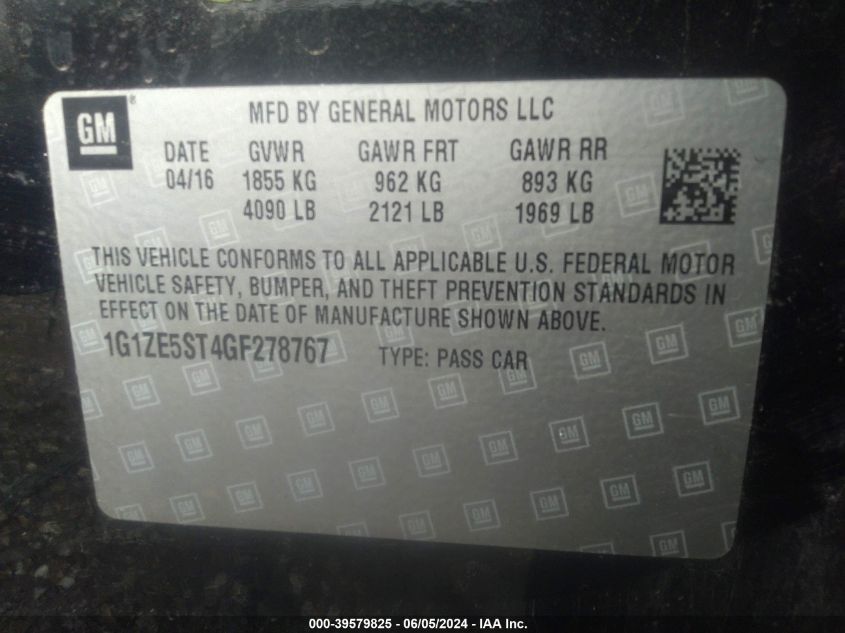 GM ®
MFD BY GENERAL MOTORS LLC
DATE GVWR GAWR FRT GAWR RR
04/16 1855 KG 962 KG 893 KG
4090 LB 2121 LB 1969 LB
THIS VEHICLE CONFORMS TO ALL APPLICABLE U.S. FEDERAL MOTOR
VEHICLE SAFETY, BUMPER, AND THEFT PREVENTION STANDARDS IN
EFFECT ON THE DATE OF MANUFACTURE SHOWN ABOVE.
1G1ZE5ST4GF278767 TYPE: PASS CAR
000-39579825 - 06/05/2024 - IAA Inc.